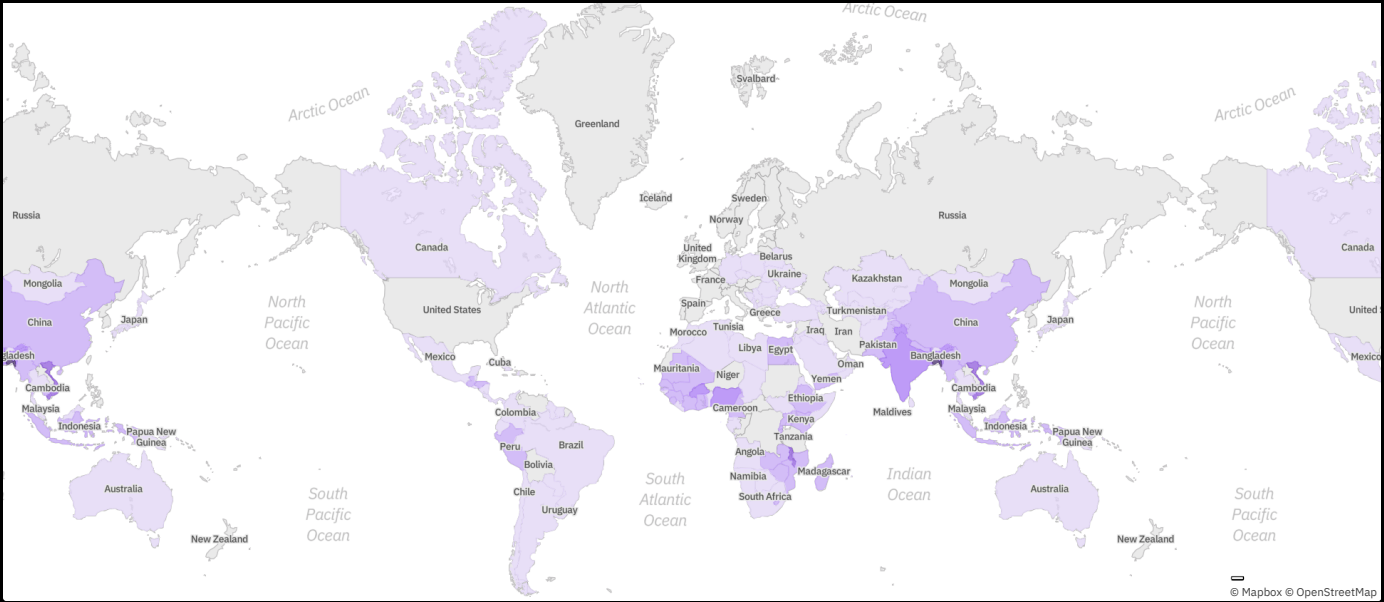 Arctic Ocean
Svalbard
Arctic Ocean
Arctic Ocean
Greenland
Iceland
Sweden
Russia
Norway
Russia
Canada
United
Kingdom
Belarus
Canada
Ukraine
France
Kazakhstan
Mongolia
Mongolia
North
Pacific
Ocean
North
Atlantic
Ocean
North
Pacific
Ocean
Spain
Greece
Turkmenistan
United States
United S
China
Japan
Tunisia
Morocco
Iraq
Iran
China
Japan
Pakistan
Libya
Egypt
gladesh
Mexico
Cuba
Bangladesh
Mexico
Oman
Mauritania
Niger
Yemen
Cambodia
Cambodia
Ethiopia
Malaysia
Colombia
Cameroon
Maldives
Malaysia
Kenya
Indonesia
Papua New
Guinea
Indonesia
Papua New
Guinea
Tanzania
Peru
Brazil
Angola
Bolivia
Madagascar
Namibia
South
Atlantic
Ocean
Indian
Ocean
Australia
Chile
South Africa
Australia
South
Pacific
Ocean
South
Pacific
Ocean
Uruguay
New Zealand
New Zealand
© Mapbox © OpenStreetMap